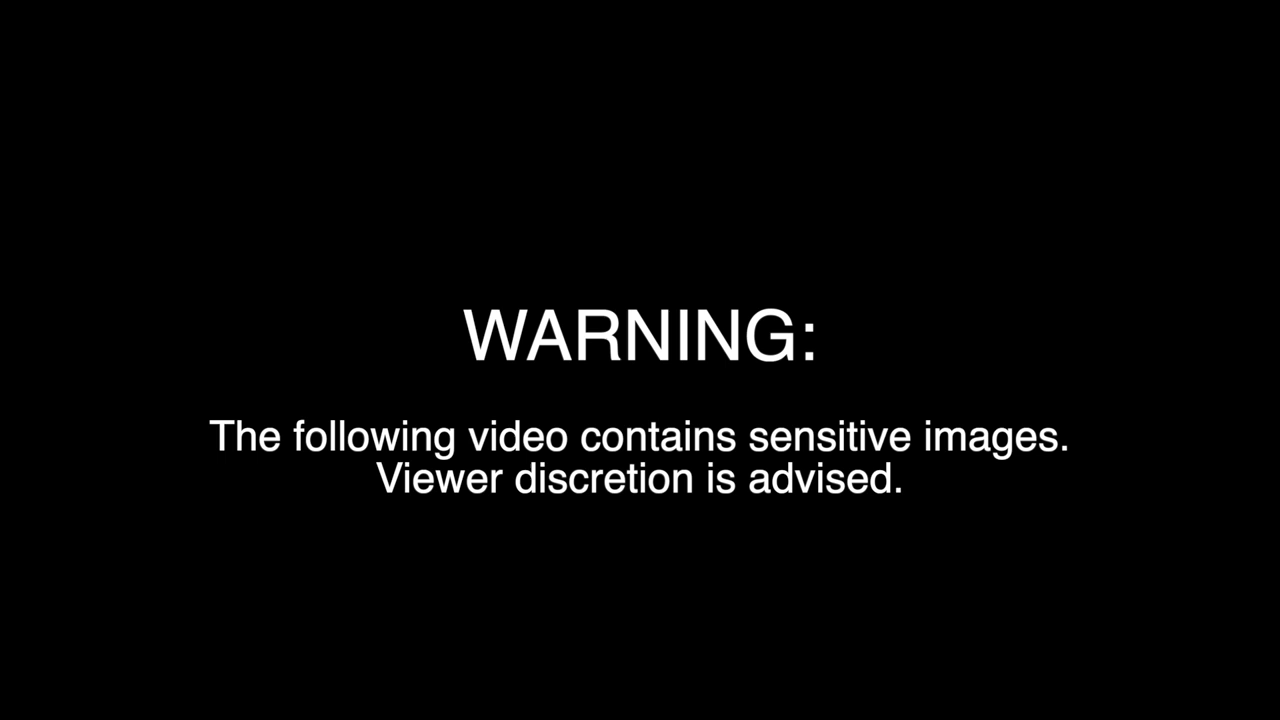 WARNING:
The following video contains sensitive images.
Viewer discretion is advised.